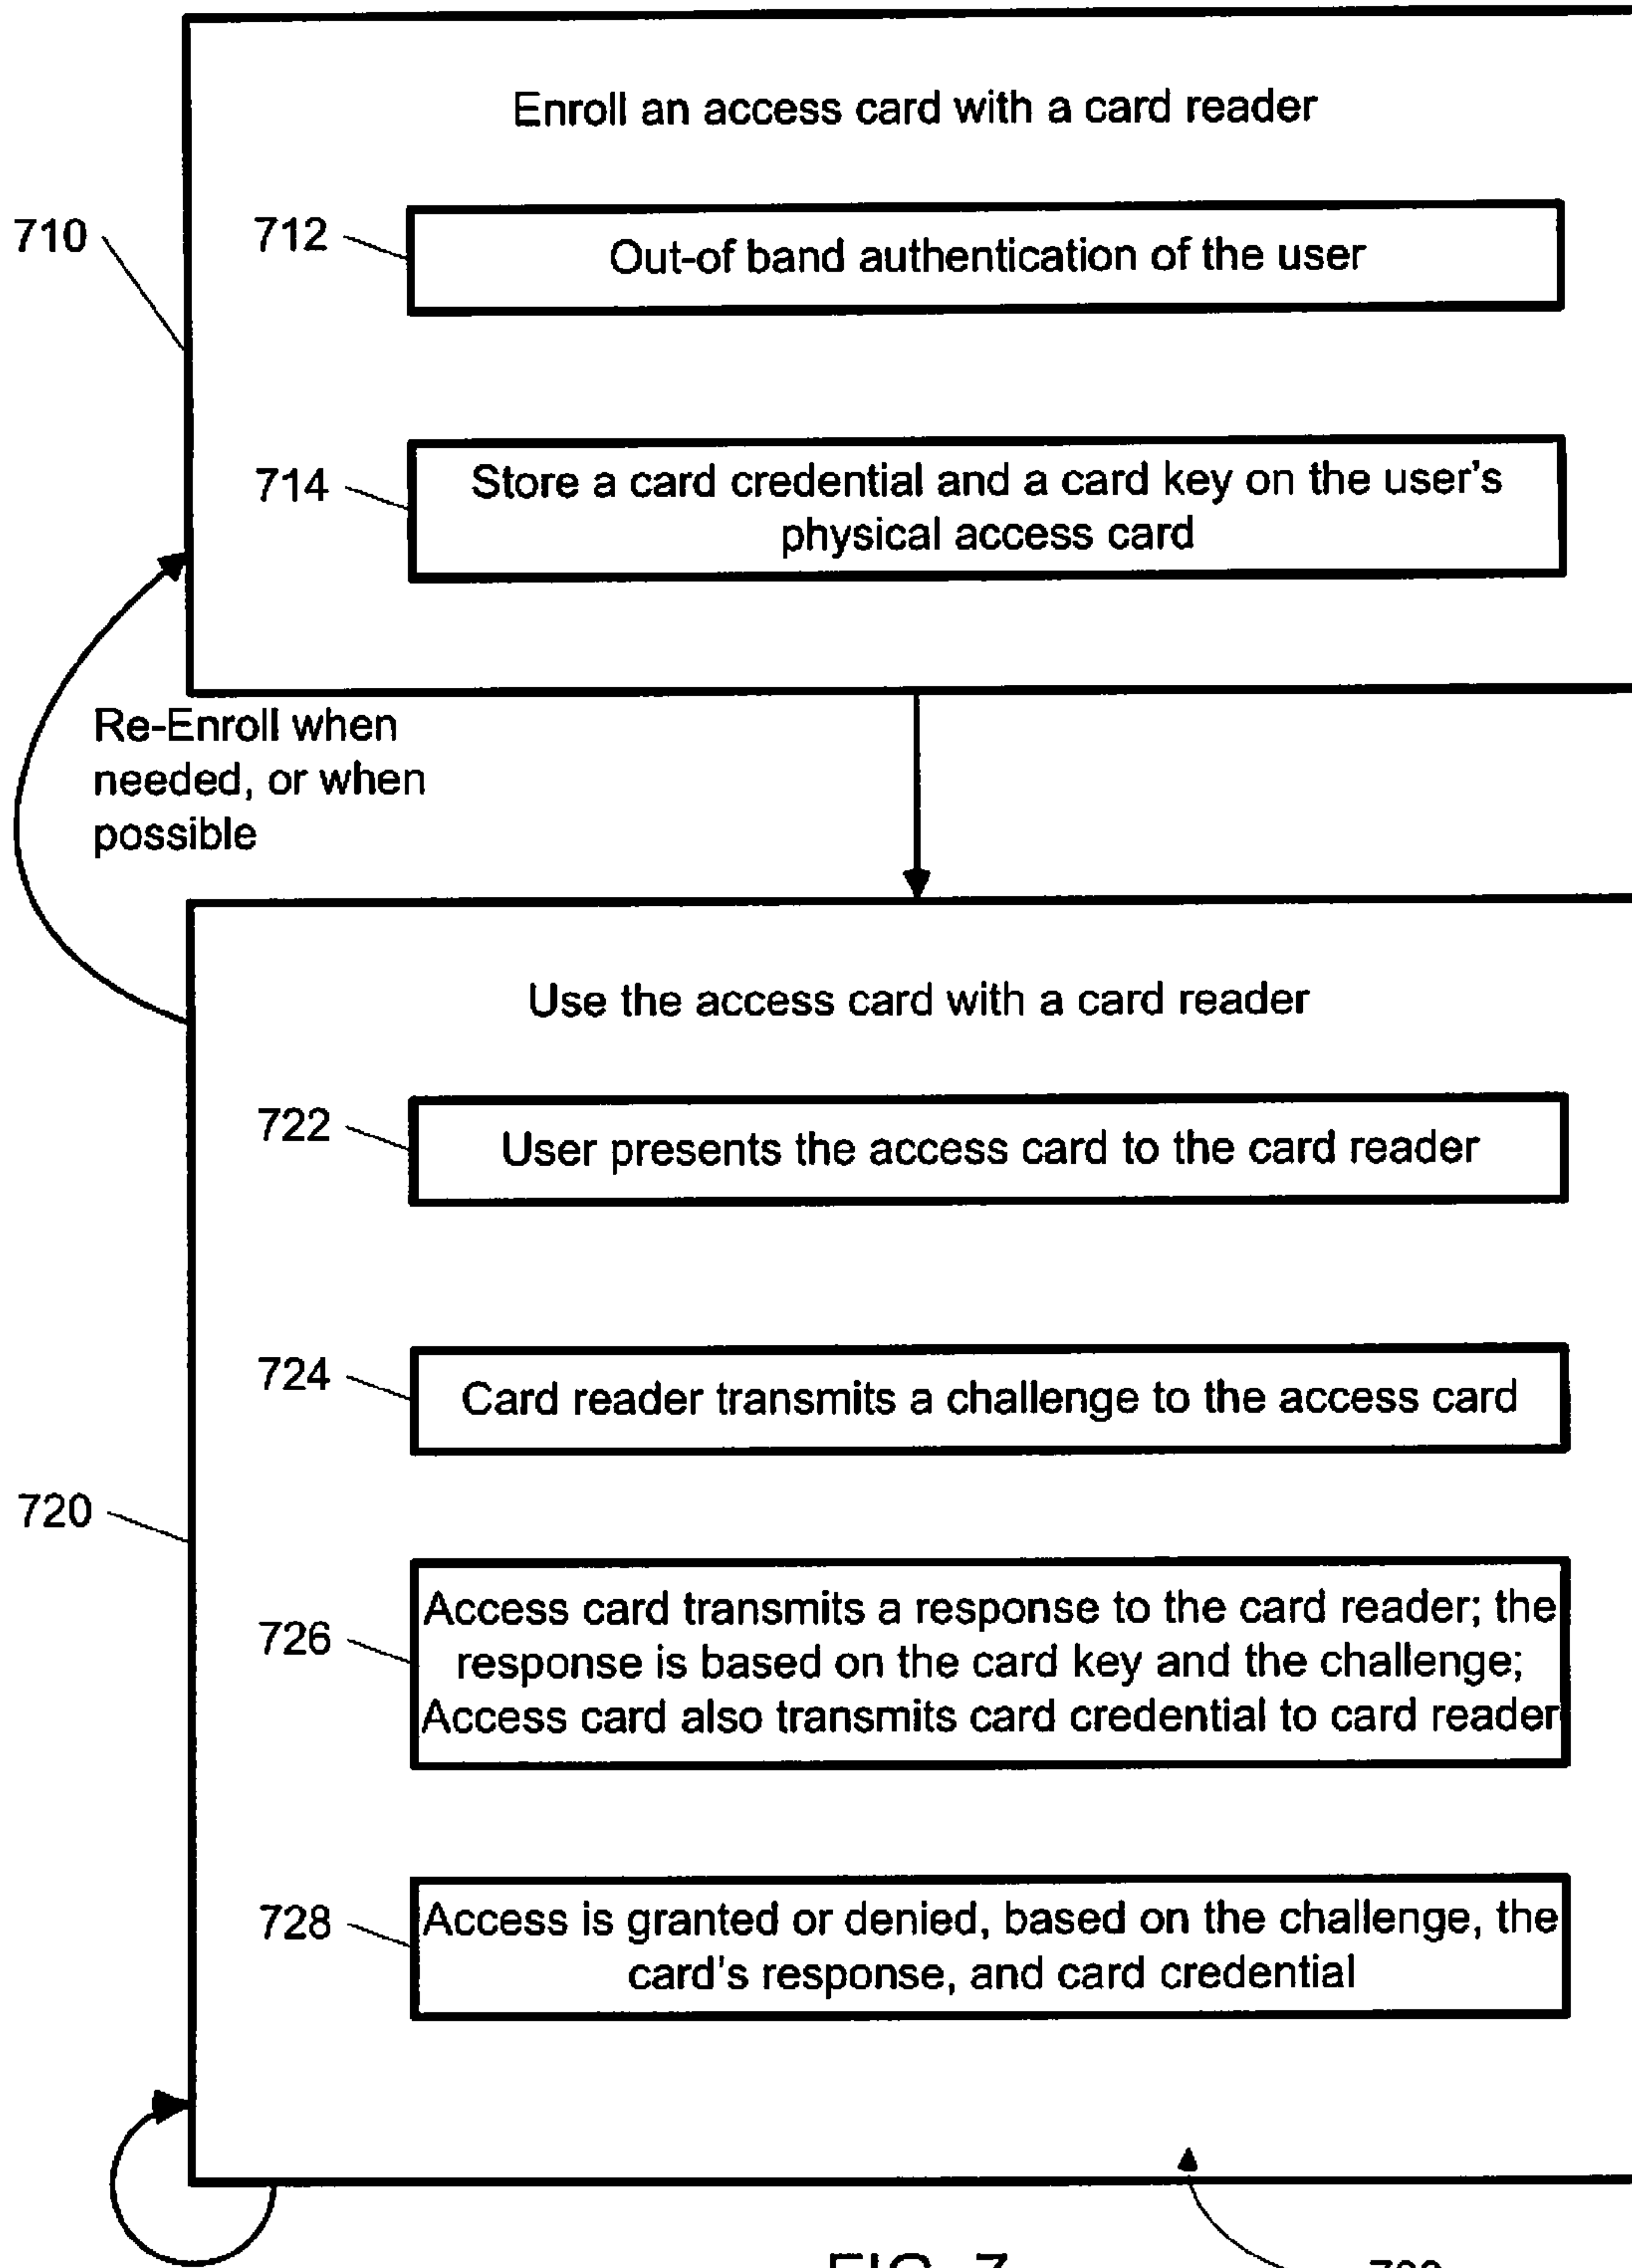 Enroll an access card with a card reader
710
712
Out-of band authentication of the user
714
Store a card credential and a card key on the user's
physical access card
Re-Enroll when
needed, or when
possible
Use the access card with a card reader
722
User presents the access card to the card reader
724
Card reader transmits a challenge to the access card
720
726
Access card transmits a response to the card reader; the
response is based on the card key and the challenge;
Access card also transmits card credential to card reader
728
Access is granted or denied, based on the challenge, the
card's response, and card credential